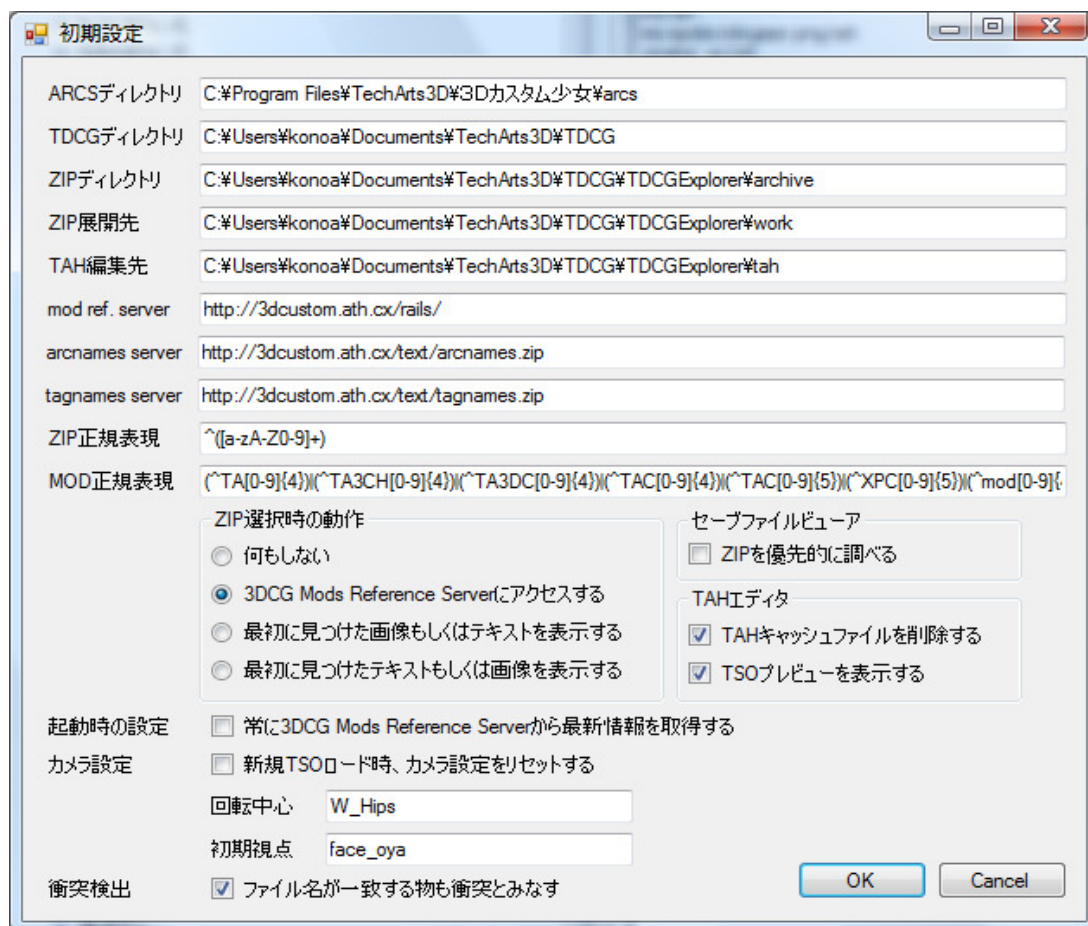 初期設定
ARCSディレクトリ C:¥Program Files¥TechArts3D¥3Dカスタム少女¥arcs
TDCGディレクトリ C:¥Users¥konoa¥Documents¥TechArts3D¥TDCG
ZIPディレクトリ C:¥Users¥konoa¥Documents¥TechArts3D¥TDCG¥TDCGExplorer¥archive
ZIP展開先 C:¥Users¥konoa¥Documents¥TechArts3D¥TDCG¥TDCGExplorer¥work
TAH編集先 C:¥Users¥konoa¥Documents¥TechArts3D¥TDCG¥TDCGExplorer¥tah
mod ref. server http://3dcustom.ath.cx/rails/
arcnames server http://3dcustom.ath.cx/text/arcnames.zip
tagnames server http://3dcustom.ath.cx/text/tagnames.zip
ZIP正規表現 ^([a-zA-Z0-9]+)
MOD正規表現 (^TA[0-9]{4})|(^TA3CH[0-9]{4})|(^TA3DC[0-9]{4})|(^TAC[0-9]{4})|(^TAC[0-9]{5})|(^XPC[0-9]{5})|(^mod[0-9]{
ZIP選択時の動作
何もしない
3DCG Mods Reference Serverにアクセスする
最初に見つけた画像もしくはテキストを表示する
最初に見つけたテキストもしくは画像を表示する
セーブファイルビューア
ZIPを優先的に調べる
TAHエディタ
TAHキャッシュファイルを削除する
TSOプレビューを表示する
起動時の設定 常に3DCG Mods Reference Serverから最新情報を取得する
カメラ設定 新規TSOロード時、カメラ設定をリセットする
回転中心 W_Hips
初期視点 face_oya
衝突検出 ファイル名が一致する物も衝突とみなす
OK Cancel